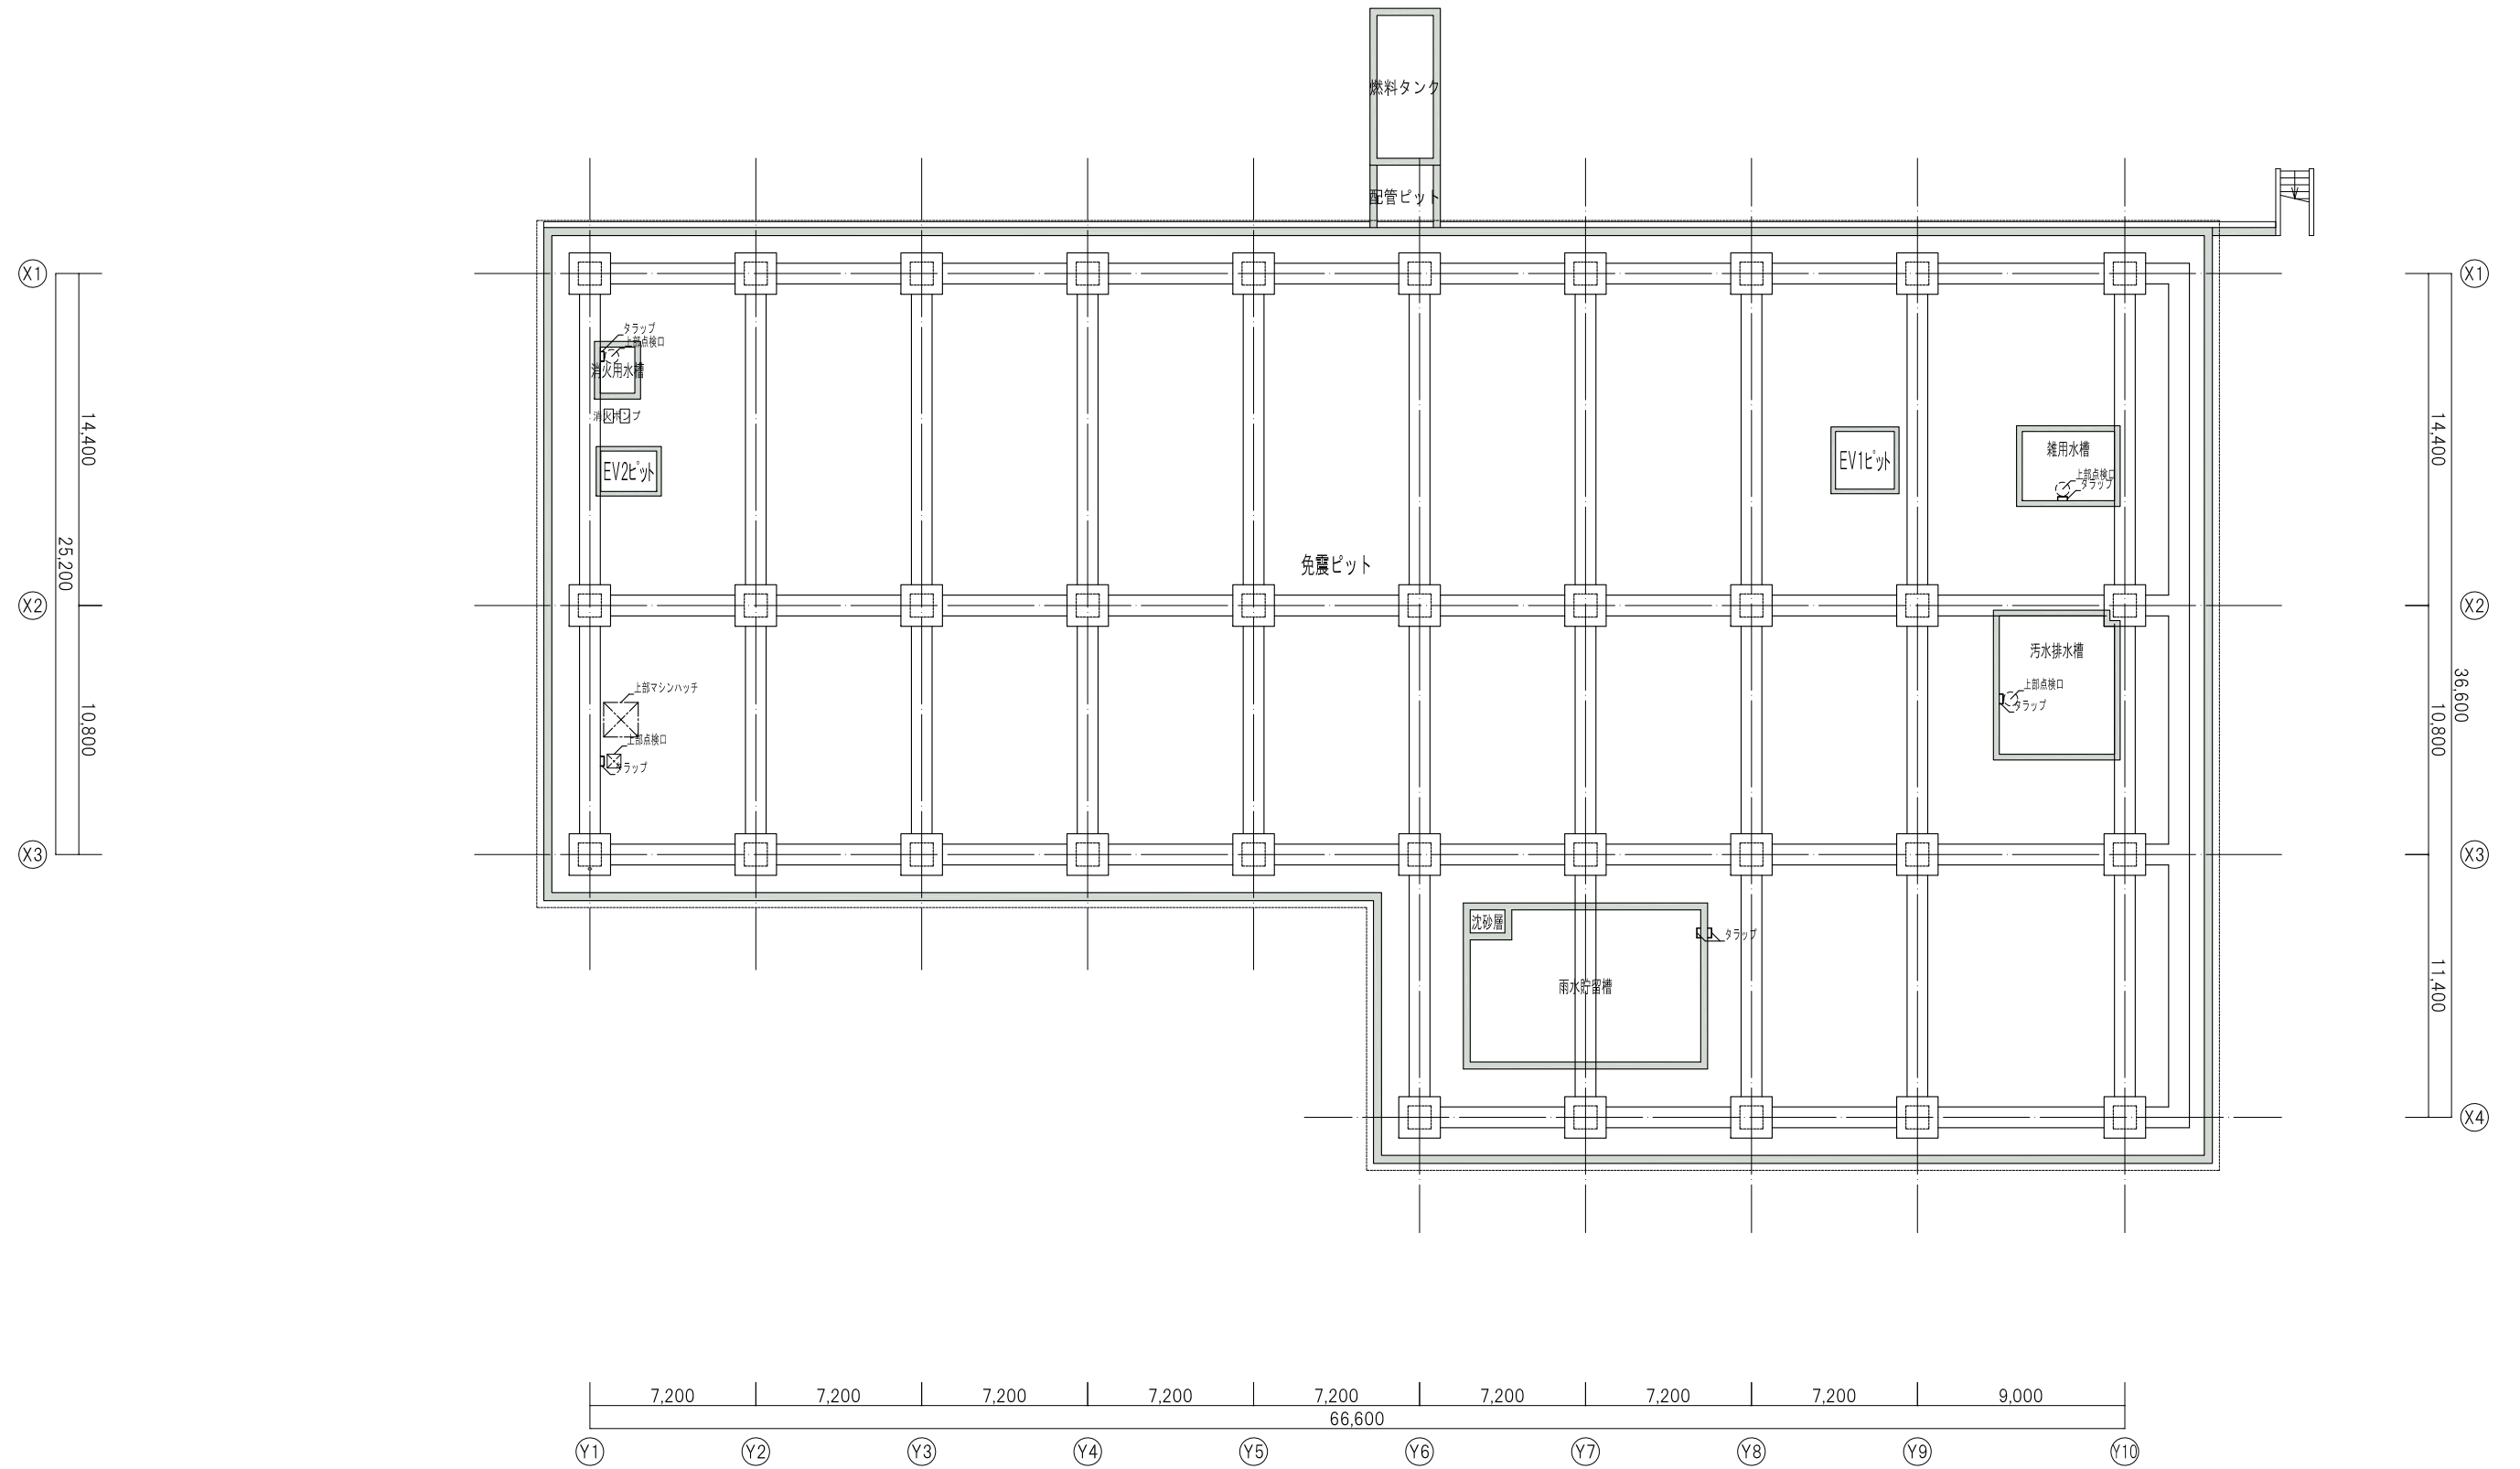 燃料タンク
配管ピット
X1
X1
タラップ
上部点検口
消火用水槽
消火ポンプ
EV2ピット
EV1ピット
雑用水槽
上部点検口
タラップ
14,400
14,400
25,200
免震ピット
X2
X2
汚水排水槽
上部点検口
タラップ
上部マシンハッチ
上部点検口
タラップ
10,800
10,800
36,600
X3
X3
沈砂層
タラップ
雨水貯留槽
11,400
X4
7,200 7,200 7,200 7,200 7,200 7,200 7,200 7,200 9,000
66,600
Y1 Y2 Y3 Y4 Y5 Y6 Y7 Y8 Y9 Y10